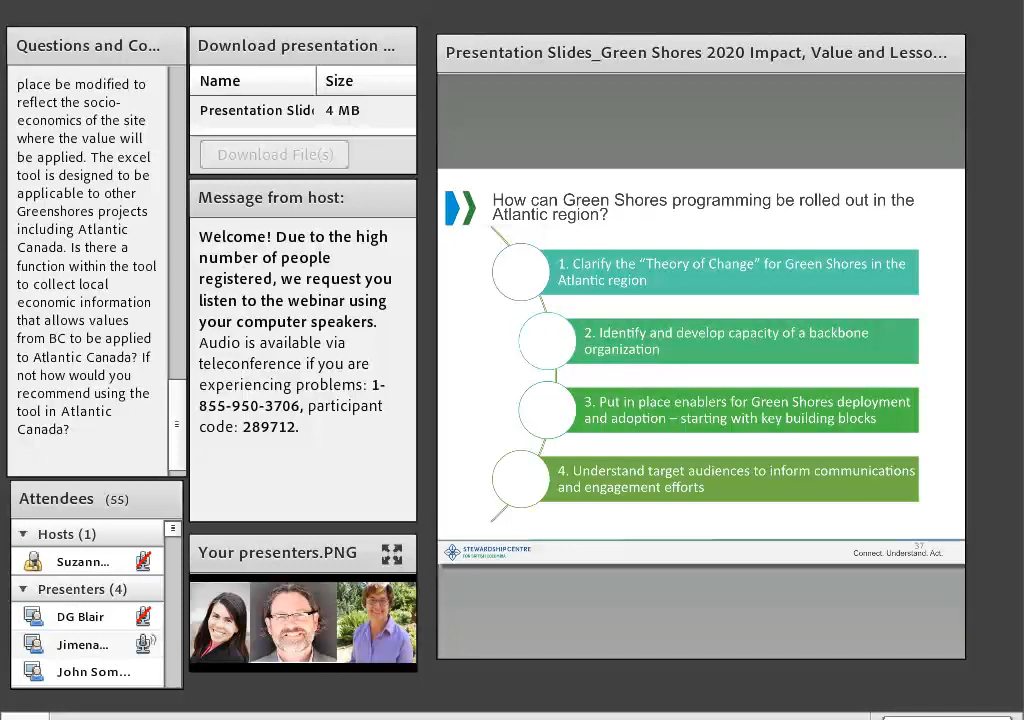 Questions and Co...
place be modified to
reflect the socio-
economics of the site
where the value will
be applied. The excel
tool is designed to be
applicable to other
Greenshores projects
including Atlantic
Canada. Is there a
function within the tool
to collect local
economic information
that allows values
from BC to be applied
to Atlantic Canada? If
not how would you
recommend using the
tool in Atlantic
Canada?
Attendees (55)
Hosts (1)
Suzann...
Presenters (4)
DG Blair
Jimena...
John Som...
Download presentation ...
Name Size
Presentation Slid 4 MB
Download File(s)
Message from host:
Welcome! Due to the high
number of people
registered, we request you
listen to the webinar using
your computer speakers.
Audio is available via
teleconference if you are
experiencing problems: 1-
855-950-3706, participant
code: 289712.
Your presenters.PNG
Presentation Slides_Green Shores 2020 Impact, Value and Lesso...
How can Green Shores programming be rolled out in the
Atlantic region?
1. Clarify the “Theory of Change” for Green Shores in the
Atlantic region
2. Identify and develop capacity of a backbone
organization
3. Put in place enablers for Green Shores deployment
and adoption – starting with key building blocks
4. Understand target audiences to inform communications
and engagement efforts
STEWARDSHIP CENTRE
FOR BRITISH COLUMBIA
37
Connect. Understand. Act.